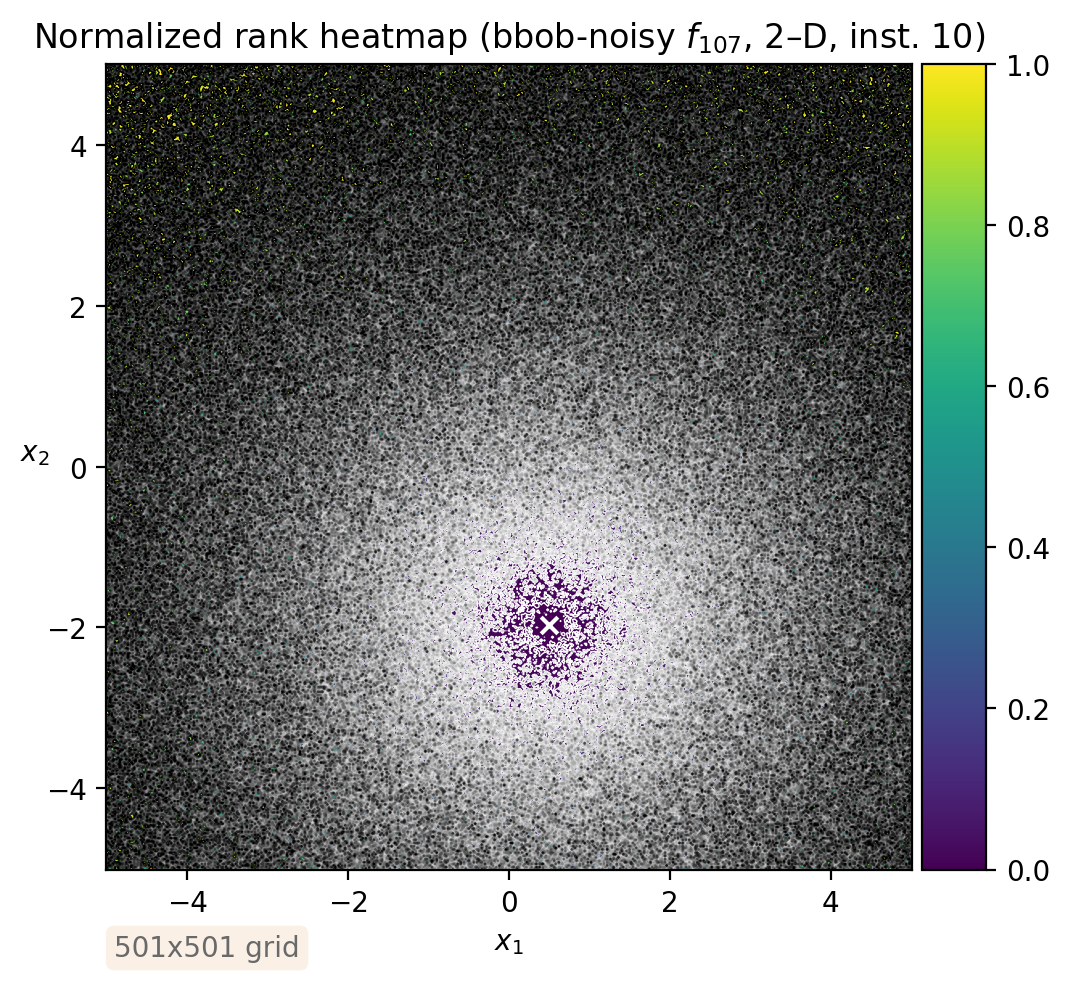 Normalized rank heatmap (bbob-noisy f₁₀₇, 2–D, inst. 10)
1.0
0.8
0.6
0.4
0.2
0.0
4
2
0
−2
−4
x₂
−4 −2 0 2 4
x₁
501x501 grid